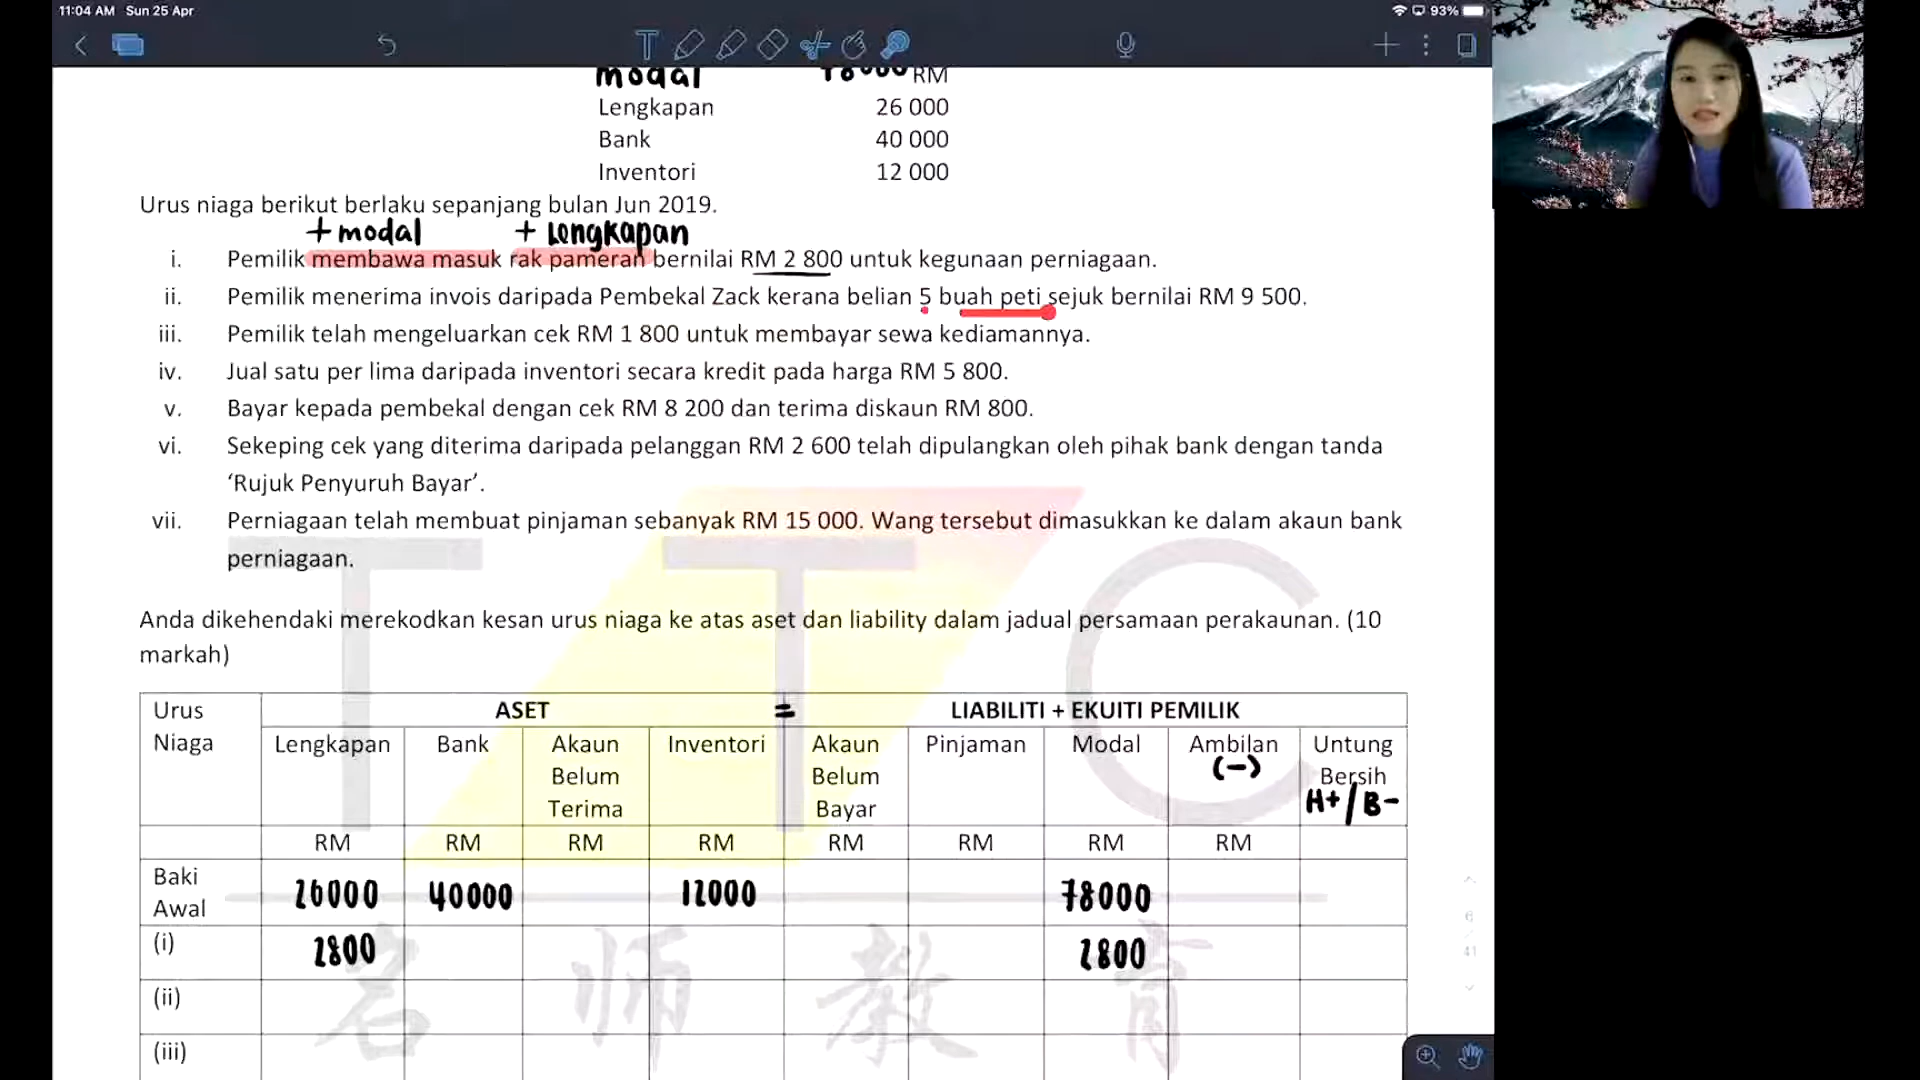 11:04 AM Sun 25 Apr
93%
modal
RM
Lengkapan 26 000
Bank 40 000
Inventori 12 000
Urus niaga berikut berlaku sepanjang bulan Jun 2019.
+ modal + Lengkapan
i. Pemilik membawa masuk rak pameran bernilai RM 2 800 untuk kegunaan perniagaan.
ii. Pemilik menerima invois daripada Pembekal Zack kerana belian 5 buah peti sejuk bernilai RM 9 500.
iii. Pemilik telah mengeluarkan cek RM 1 800 untuk membayar sewa kediamannya.
iv. Jual satu per lima daripada inventori secara kredit pada harga RM 5 800.
v. Bayar kepada pembekal dengan cek RM 8 200 dan terima diskaun RM 800.
vi. Sekeping cek yang diterima daripada pelanggan RM 2 600 telah dipulangkan oleh pihak bank dengan tanda
‘Rujuk Penyuruh Bayar’.
vii. Perniagaan telah membuat pinjaman sebanyak RM 15 000. Wang tersebut dimasukkan ke dalam akaun bank
perniagaan.
TTC
Anda dikehendaki merekodkan kesan urus niaga ke atas aset dan liability dalam jadual persamaan perakaunan. (10
markah)
Urus ASET = LIABILITI + EKUITI PEMILIK
Niaga Lengkapan Bank Akaun Inventori Akaun Pinjaman Modal Ambilan Untung
Belum Belum (-) Bersih
Terima Bayar H+/B-
RM RM RM RM RM RM RM RM
Baki
Awal 26000 40000 12000 78000
(i) 2800 2800
名师教育
(ii)
(iii)
6
41